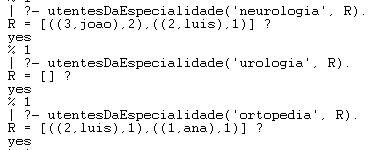 % 1
| ?- utentesDaEspecialidade('neurologia', R).
R = [((3,joao),2),((2,luis),1)] ?
yes
% 1
| ?- utentesDaEspecialidade('urologia', R).
R = [] ?
yes
% 1
| ?- utentesDaEspecialidade('ortopedia', R).
R = [((2,luis),1),((1,ana),1)] ?
yes